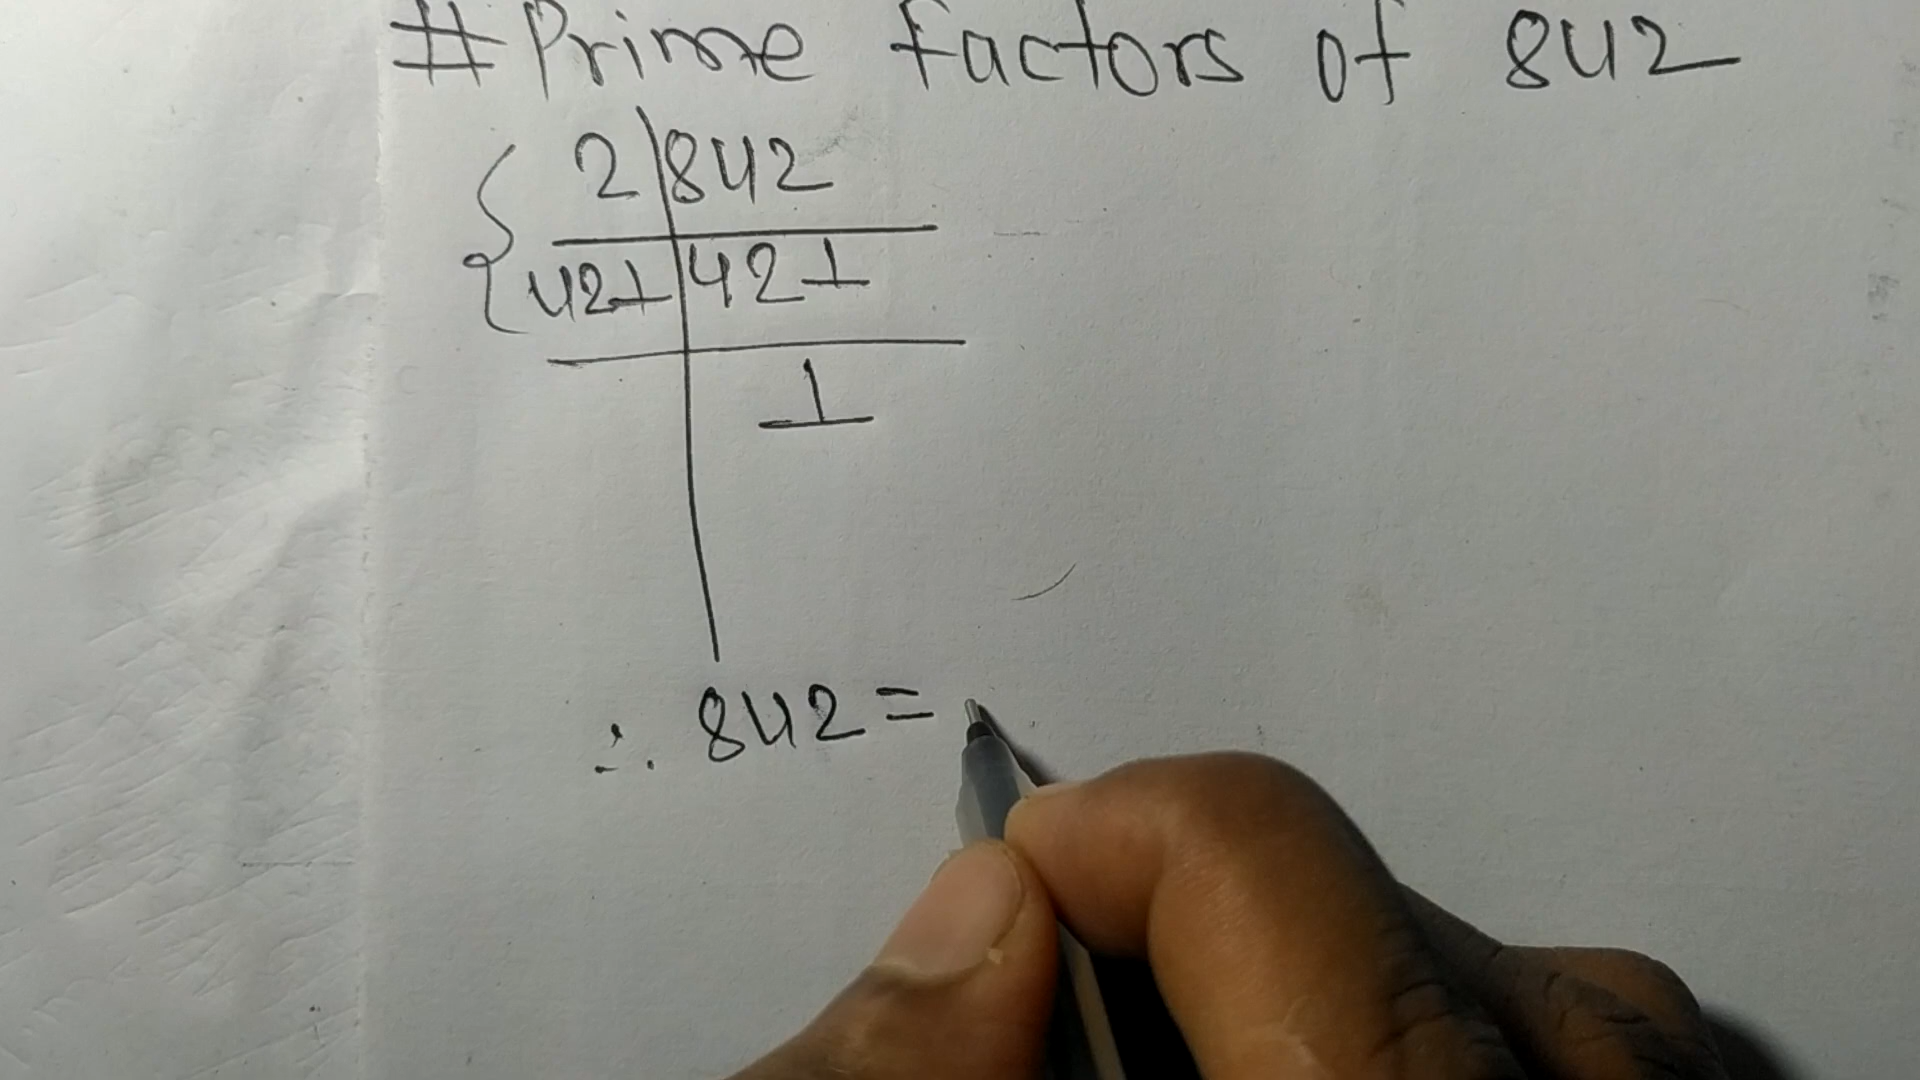 #Prime factors of 842
2|842
421|421
1
∴ 842 =